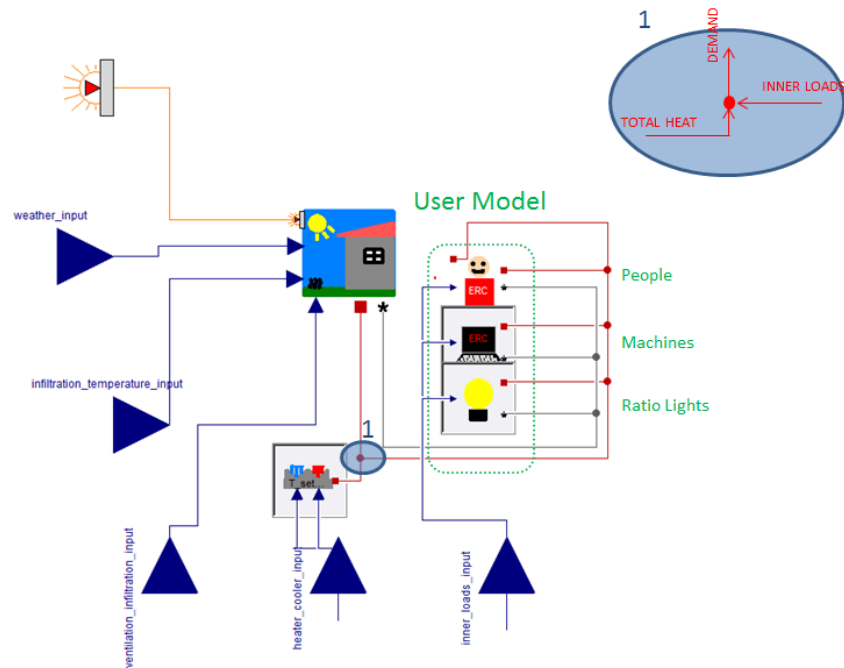 1
DEMAND
INNER LOADS
TOTAL HEAT
weather_input
User Model
ERC
People
ERC
Machines
infiltration_temperature_input
Ratio Lights
1
T_set...
ventilation_infiltration_input
heater_cooler_input
inner_loads_input